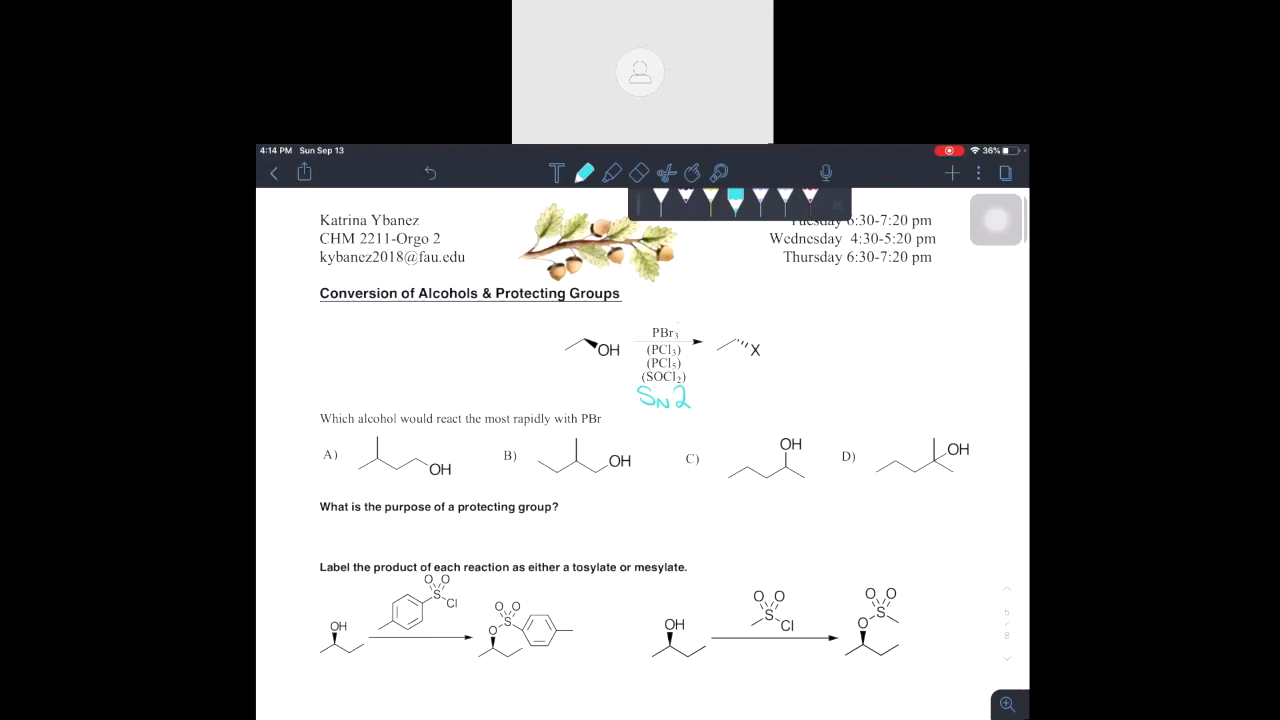 4:14 PM Sun Sep 13
36%
T
Katrina Ybanez
CHM 2211-Orgo 2
kybanez2018@fau.edu
Tuesday 6:30-7:20 pm
Wednesday 4:30-5:20 pm
Thursday 6:30-7:20 pm
Conversion of Alcohols & Protecting Groups
OH
PBr3
(PCl3)
(PCl5)
(SOCl2)
X
SN2
Which alcohol would react the most rapidly with PBr
A)
OH
B)
OH
C)
OH
D)
OH
What is the purpose of a protecting group?
Label the product of each reaction as either a tosylate or mesylate.
OH
O O
S
Cl
O O
S
O
OH
O O
S
Cl
O O
S
O
5
/
8